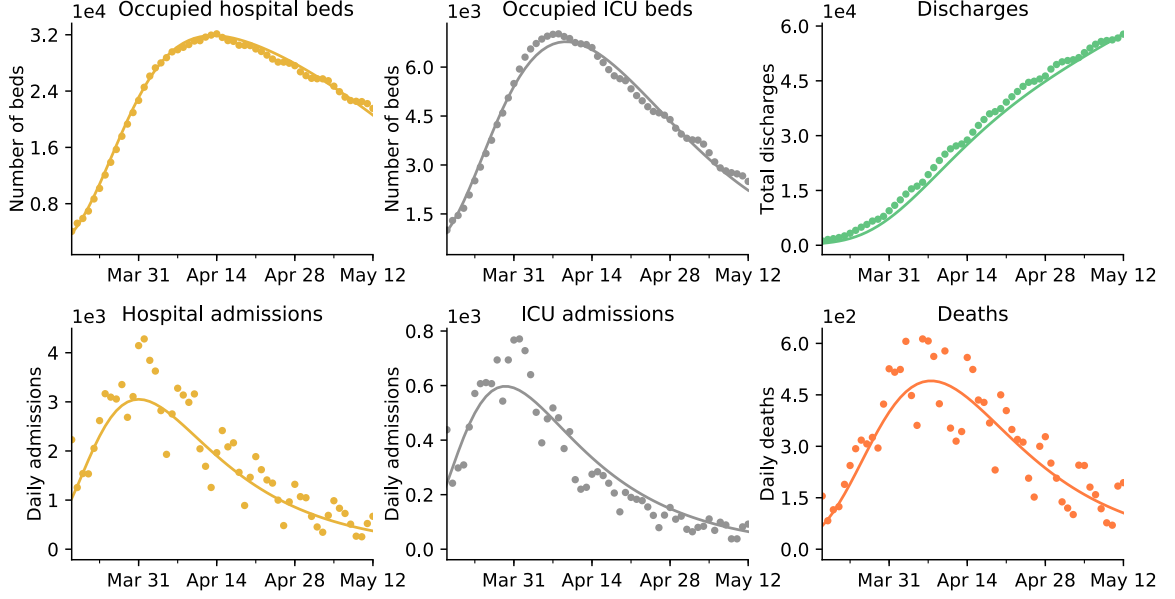 Occupied hospital beds
1e4
Number of beds
3.2
2.4
1.6
0.8
Mar 31 Apr 14 Apr 28 May 12
Occupied ICU beds
1e3
Number of beds
6.0
4.5
3.0
1.5
Mar 31 Apr 14 Apr 28 May 12
Discharges
1e4
Total discharges
6.0
4.5
3.0
1.5
0.0
Mar 31 Apr 14 Apr 28 May 12
Hospital admissions
1e3
Daily admissions
4
3
2
1
0
Mar 31 Apr 14 Apr 28 May 12
ICU admissions
1e3
Daily admissions
0.8
0.6
0.4
0.2
0.0
Mar 31 Apr 14 Apr 28 May 12
Deaths
1e2
Daily deaths
6.0
4.5
3.0
1.5
0.0
Mar 31 Apr 14 Apr 28 May 12